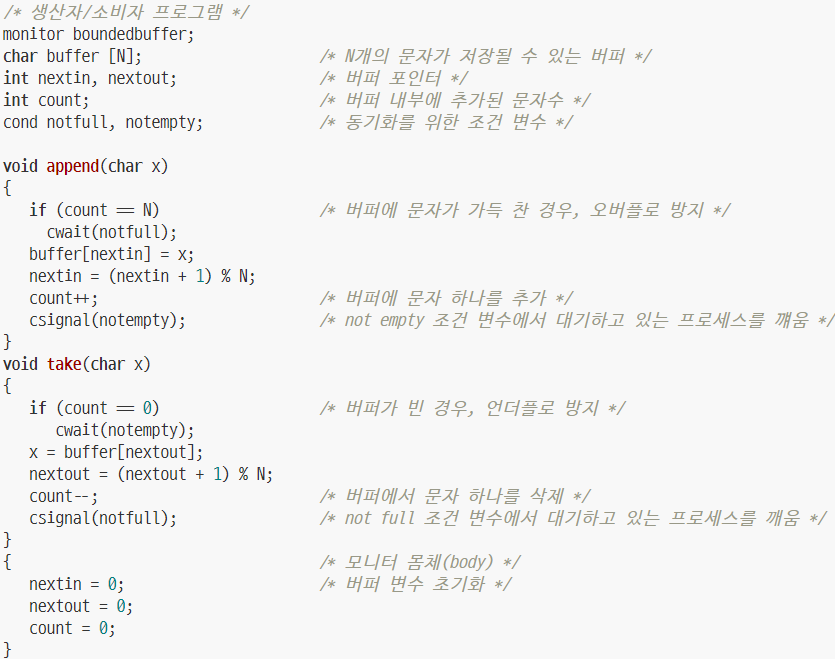 /* 생산자/소비자 프로그램 */
monitor boundedbuffer;
char buffer [N]; /* N개의 문자가 저장될 수 있는 버퍼 */
int nextin, nextout; /* 버퍼 포인터 */
int count; /* 버퍼 내부에 추가된 문자수 */
cond notfull, notempty; /* 동기화를 위한 조건 변수 */

void append(char x)
{
   if (count == N) /* 버퍼에 문자가 가득 찬 경우, 오버플로 방지 */
     cwait(notfull);
   buffer[nextin] = x;
   nextin = (nextin + 1) % N;
   count++; /* 버퍼에 문자 하나를 추가 */
   csignal(notempty); /* not empty 조건 변수에서 대기하고 있는 프로세스를 꺠움 */
}
void take(char x)
{
   if (count == 0) /* 버퍼가 빈 경우, 언더플로 방지 */
      cwait(notempty);
   x = buffer[nextout];
   nextout = (nextout + 1) % N;
   count--; /* 버퍼에서 문자 하나를 삭제 */
   csignal(notfull); /* not full 조건 변수에서 대기하고 있는 프로세스를 깨움 */
}
{ /* 모니터 몸체(body) */
   nextin = 0; /* 버퍼 변수 초기화 */
   nextout = 0;
   count = 0;
}